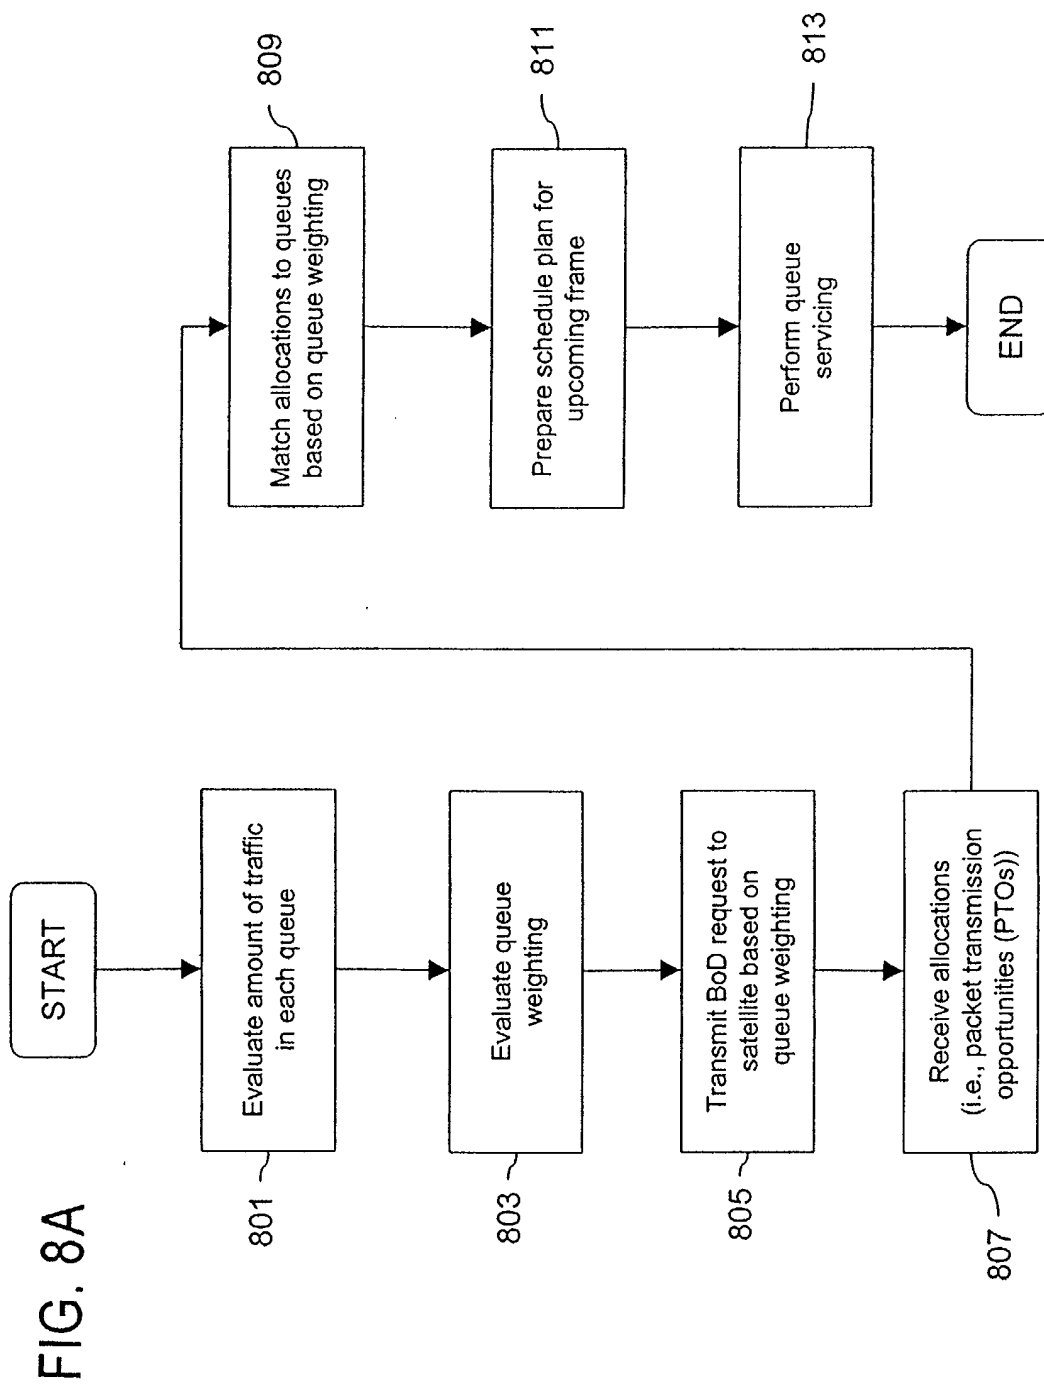 FIG. 8A
START
Evaluate amount of traffic
in each queue
801
Evaluate queue
weighting
803
Transmit BoD request to
satellite based on
queue weighting
805
Receive allocations
(i.e., packet transmission
opportunities (PTOs))
807
Match allocations to queues
based on queue weighting
809
Prepare schedule plan for
upcoming frame
811
Perform queue
servicing
813
END